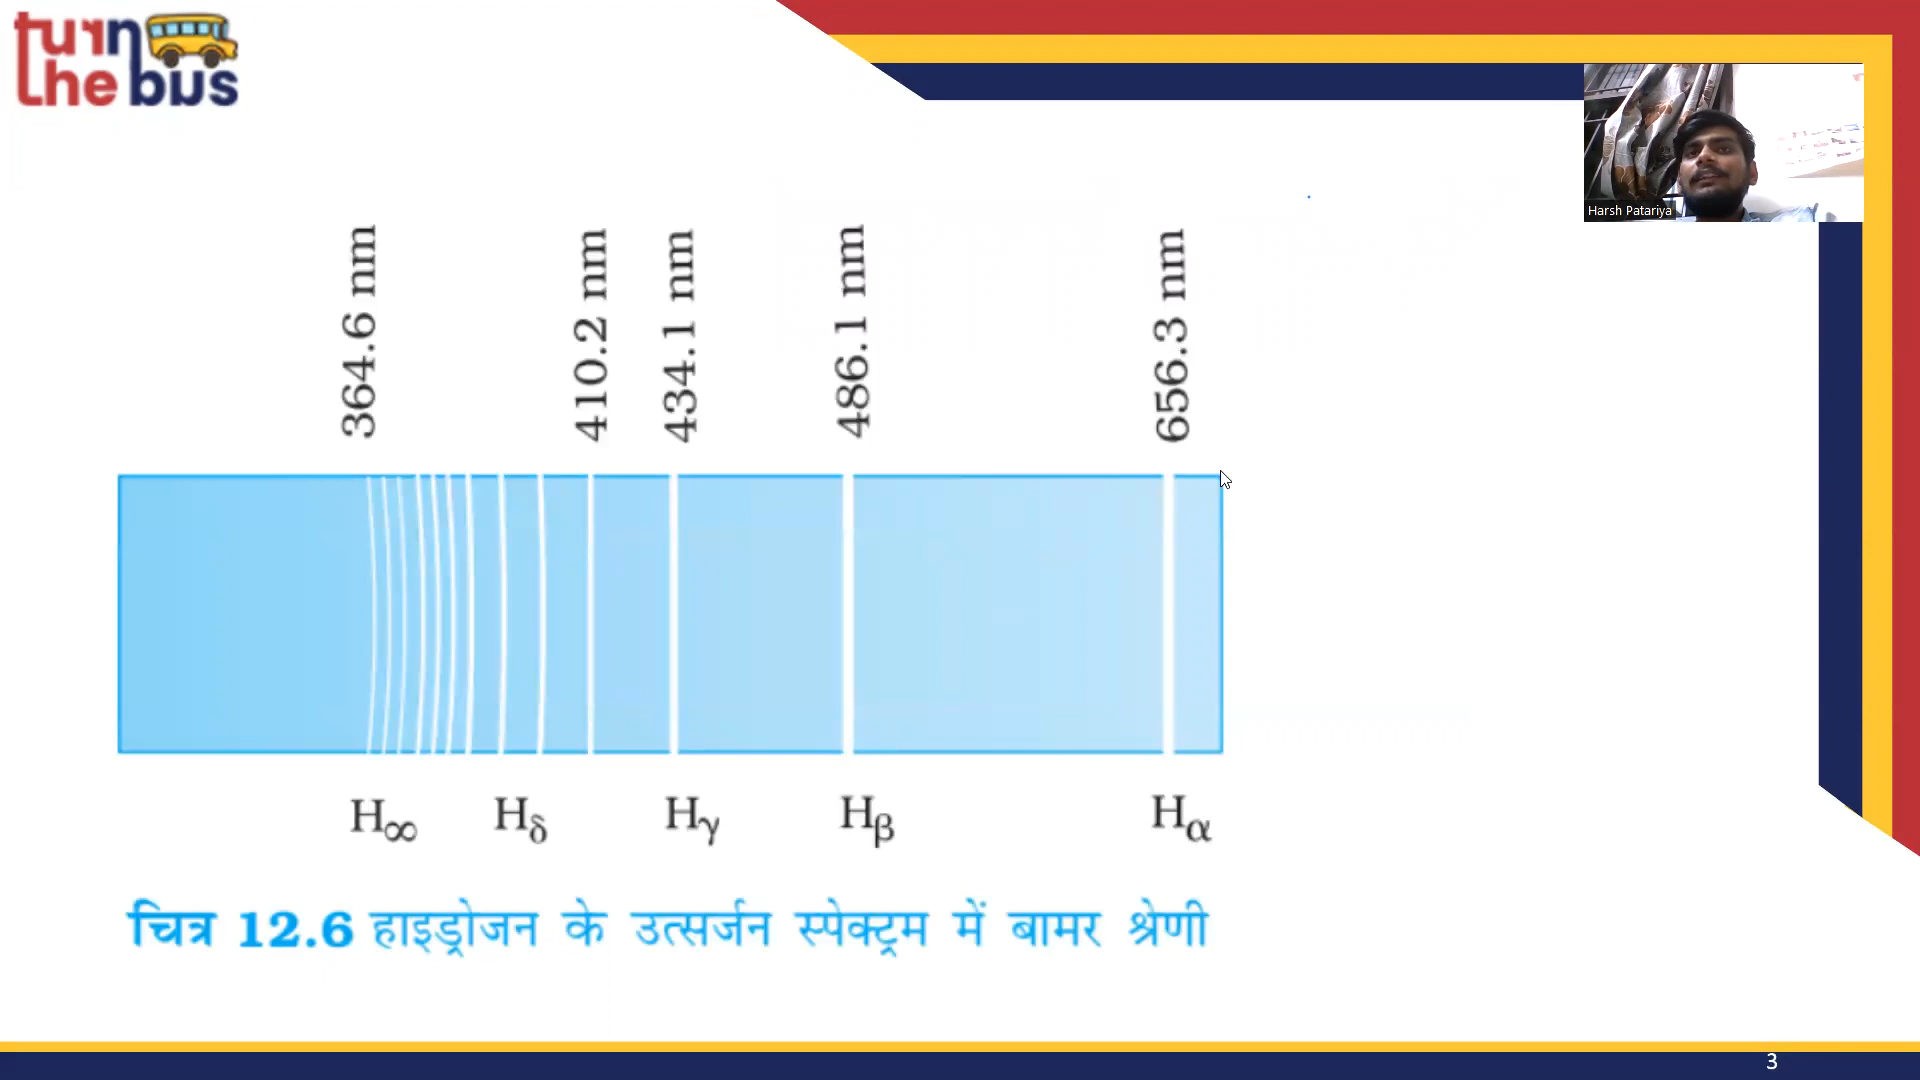 turn
the bus
Harsh Patariya
364.6 nm
410.2 nm
434.1 nm
486.1 nm
656.3 nm
H∞
Hδ
Hγ
Hβ
Hα
चित्र 12.6 हाइड्रोजन के उत्सर्जन स्पेक्ट्रम में बामर श्रेणी
3